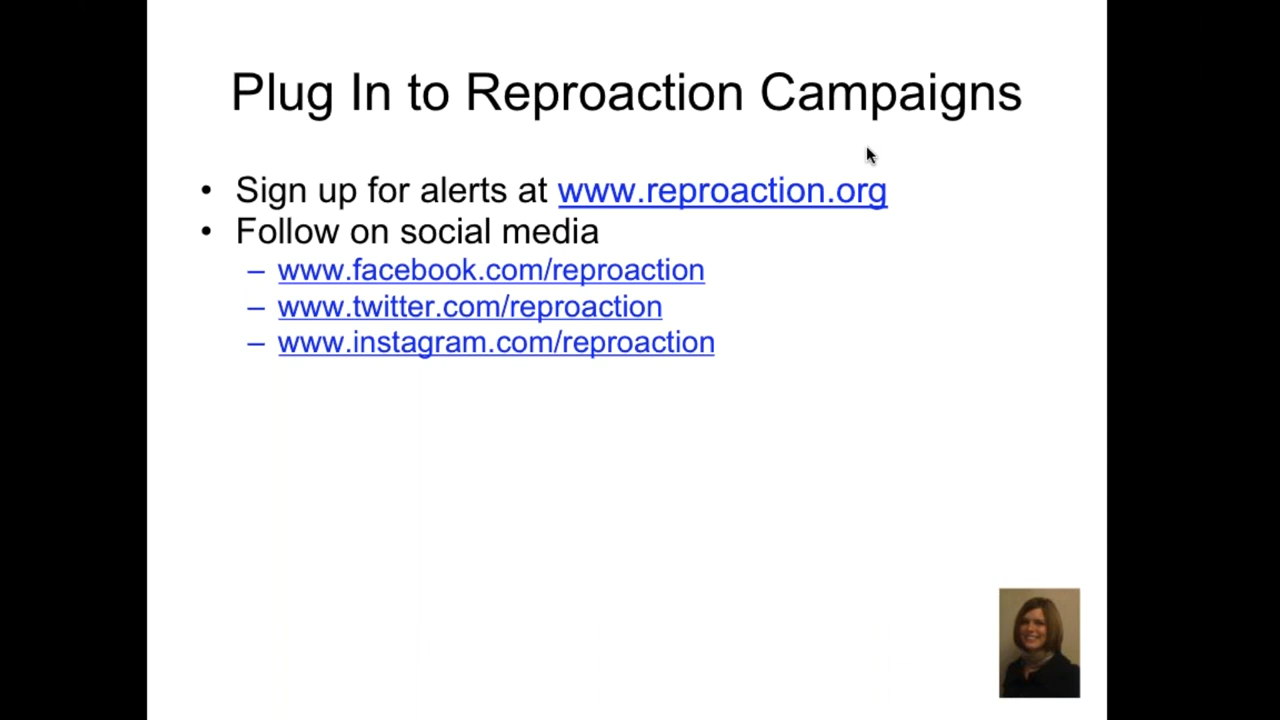 Plug In to Reproaction Campaigns
• Sign up for alerts at www.reproaction.org
• Follow on social media
– www.facebook.com/reproaction
– www.twitter.com/reproaction
– www.instagram.com/reproaction